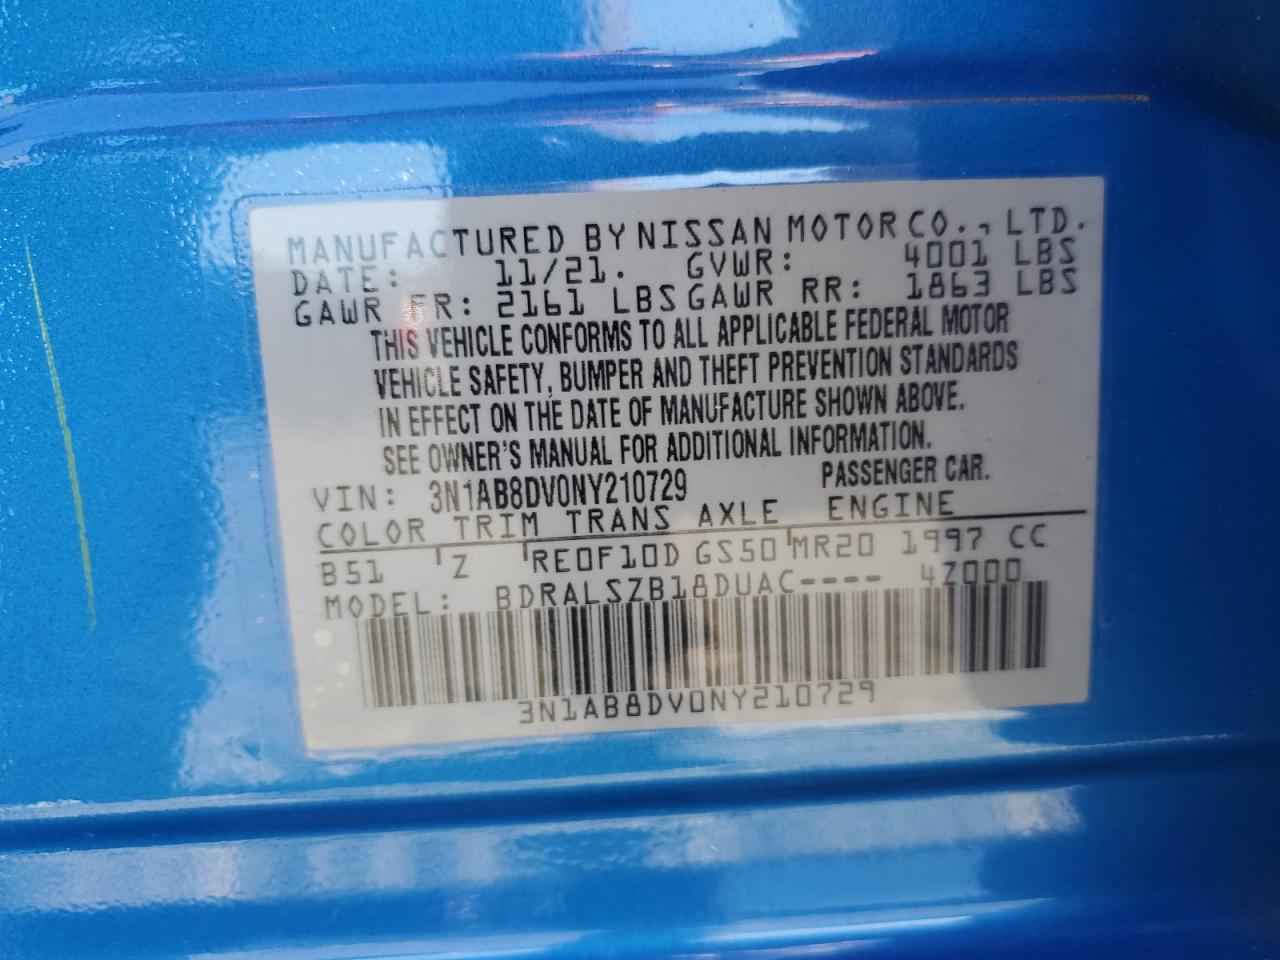 MANUFACTURED BY NISSAN MOTOR CO., LTD.
DATE: 11/21. GVWR: 4001 LBS
GAWR FR: 2161 LBS GAWR RR: 1863 LBS
THIS VEHICLE CONFORMS TO ALL APPLICABLE FEDERAL MOTOR
VEHICLE SAFETY, BUMPER AND THEFT PREVENTION STANDARDS
IN EFFECT ON THE DATE OF MANUFACTURE SHOWN ABOVE.
SEE OWNER'S MANUAL FOR ADDITIONAL INFORMATION.
VIN: 3N1AB8DV0NY210729 PASSENGER CAR.
COLOR TRIM TRANS AXLE ENGINE
B51 Z RE0F10D GS50 MR20 1997 CC
MODEL: BDRALSZB18DUAC---- 4Z000
3N1AB8DV0NY210729